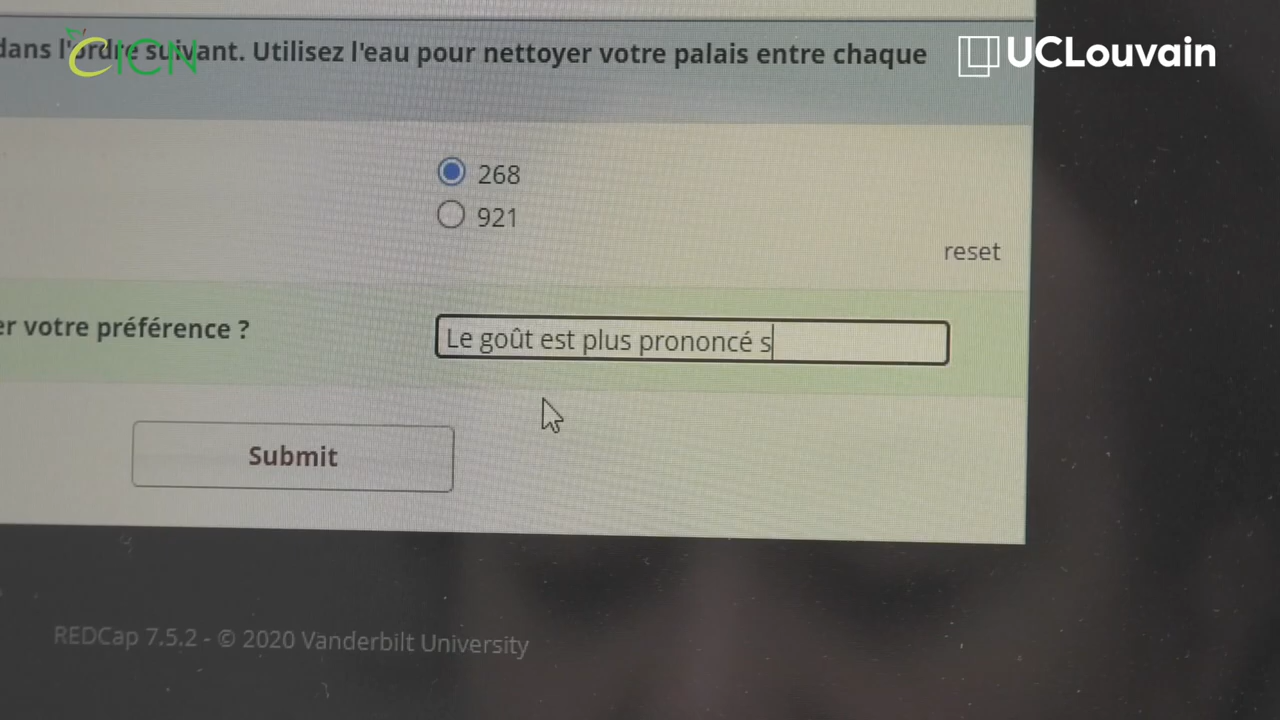 dans l'ordre suivant. Utilisez l'eau pour nettoyer votre palais entre chaque
CICN
UCLouvain
268
921
reset
er votre préférence ?
Le goût est plus prononcé s
Submit
REDCap 7.5.2 - © 2020 Vanderbilt University